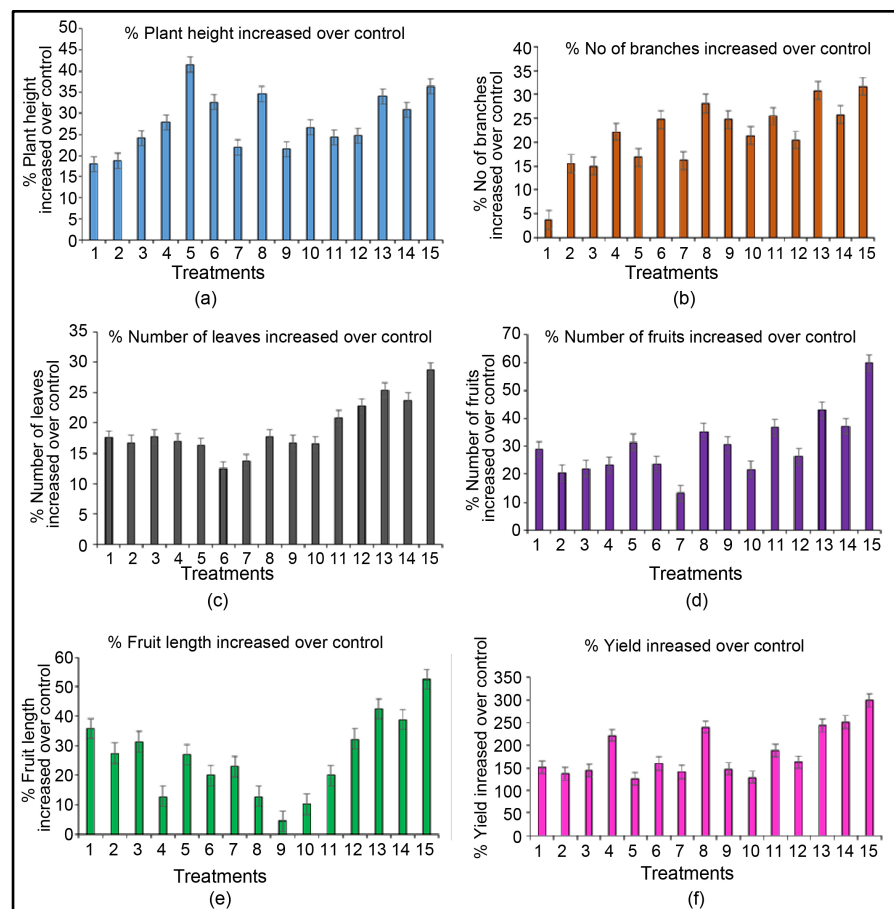 % Plant height increased over control
% Plant height
increased over control
50
45
40
35
30
25
20
15
10
5
0
1 2 3 4 5 6 7 8 9 10 11 12 13 14 15
Treatments
(a)
% No of branches increased over control
% No of branches
increased over control
40
35
30
25
20
15
10
5
0
1 2 3 4 5 6 7 8 9 10 11 12 13 14 15
Treatments
(b)
% Number of leaves increased over control
% Number of leaves
increased over control
35
30
25
20
15
10
5
0
1 2 3 4 5 6 7 8 9 10 11 12 13 14 15
Treatments
(c)
% Number of fruits increased over control
% Number of fruits
increased over control
70
60
50
40
30
20
10
0
1 2 3 4 5 6 7 8 9 10 11 12 13 14 15
Treatments
(d)
% Fruit length increased over control
% Fruit length
increased over control
60
50
40
30
20
10
0
1 2 3 4 5 6 7 8 9 10 11 12 13 14 15
Treatments
(e)
% Yield inreased over control
% Yield inreased over control
350
300
250
200
150
100
50
0
1 2 3 4 5 6 7 8 9 10 11 12 13 14 15
Treatments
(f)